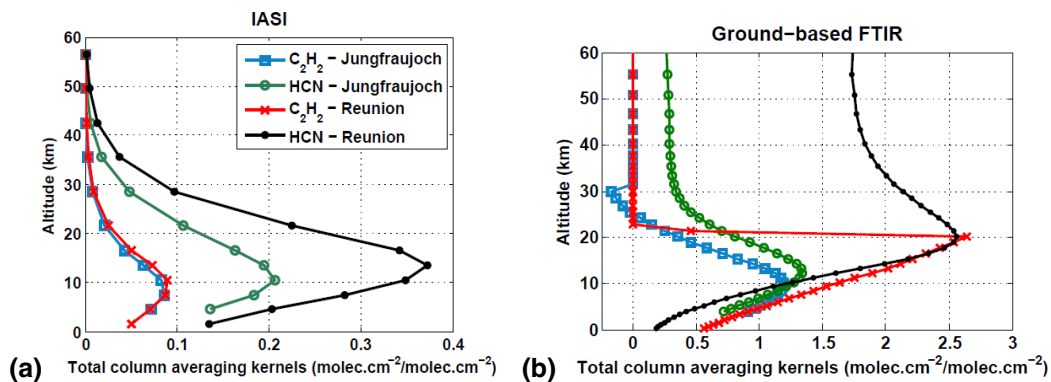 IASI
60
50
40
30
20
10
0
Altitude (km)
C₂H₂ − Jungfraujoch
HCN − Jungfraujoch
C₂H₂ − Reunion
HCN − Reunion
0 0.1 0.2 0.3 0.4
Total column averaging kernels (molec.cm⁻²/molec.cm⁻²)
(a)
Ground−based FTIR
60
50
40
30
20
10
0
Altitude (km)
0 0.5 1 1.5 2 2.5 3
Total column averaging kernels (molec.cm⁻²/molec.cm⁻²)
(b)